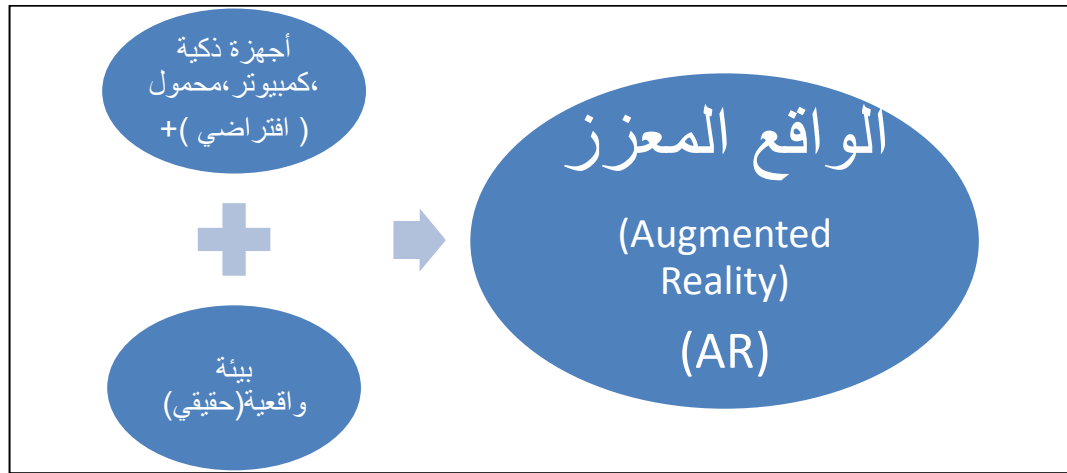 أجهزة ذكية
،كمبيوتر،محمول
( افتراضي )+
بيئة
واقعية(حقيقي)
الواقع المعزز
(Augmented
Reality)
(AR)